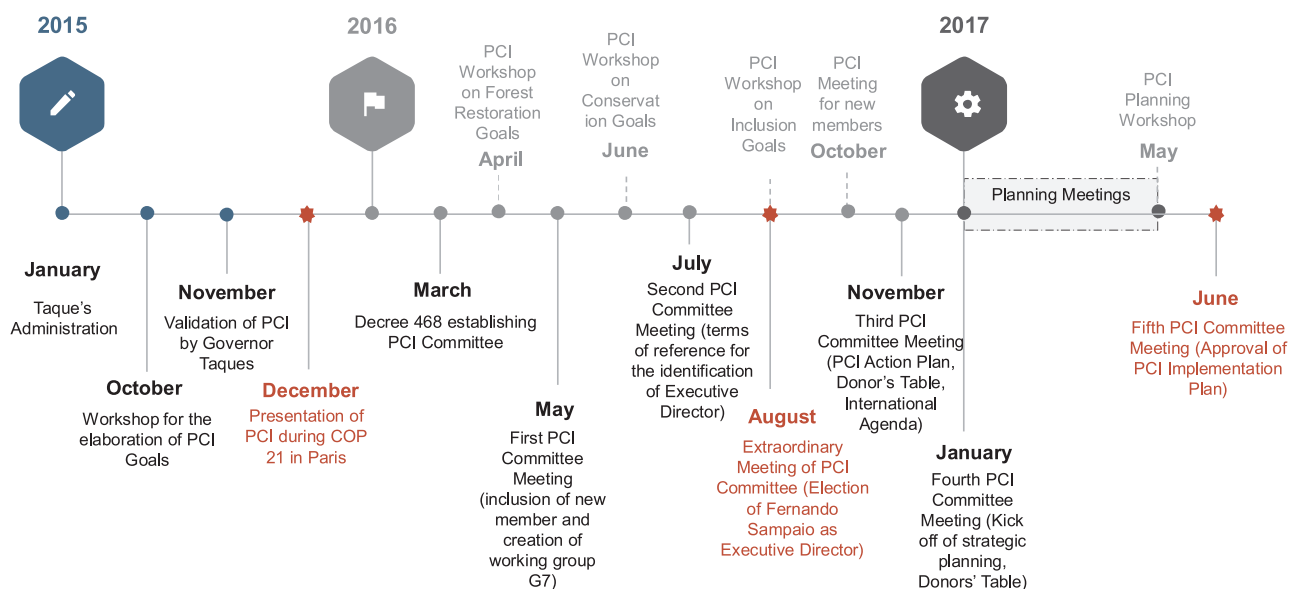 2015
2016
2017
PCI
Workshop
on Forest
Restoration
Goals
April
PCI
Workshop
on
Conservat
ion Goals
June
PCI
Workshop
on
Inclusion
Goals
PCI
Meeting
for new
members
October
PCI
Planning
Workshop
May
Planning Meetings
January
Taque's
Administration
October
Workshop for the
elaboration of PCI
Goals
November
Validation of PCI
by Governor
Taques
December
Presentation of
PCI during COP
21 in Paris
March
Decree 468 establishing
PCI Committee
May
First PCI
Committee
Meeting
(inclusion of new
member and
creation of
working group
G7)
July
Second PCI
Committee
Meeting (terms
of reference for
the identification
of Executive
Director)
August
Extraordinary
Meeting of PCI
Committee (Election
of Fernando
Sampaio as
Executive Director)
November
Third PCI
Committee Meeting
(PCI Action Plan,
Donor's Table,
International
Agenda)
January
Fourth PCI
Committee
Meeting (Kick
off of strategic
planning,
Donors' Table)
June
Fifth PCI Committee
Meeting (Approval of
PCI Implementation
Plan)